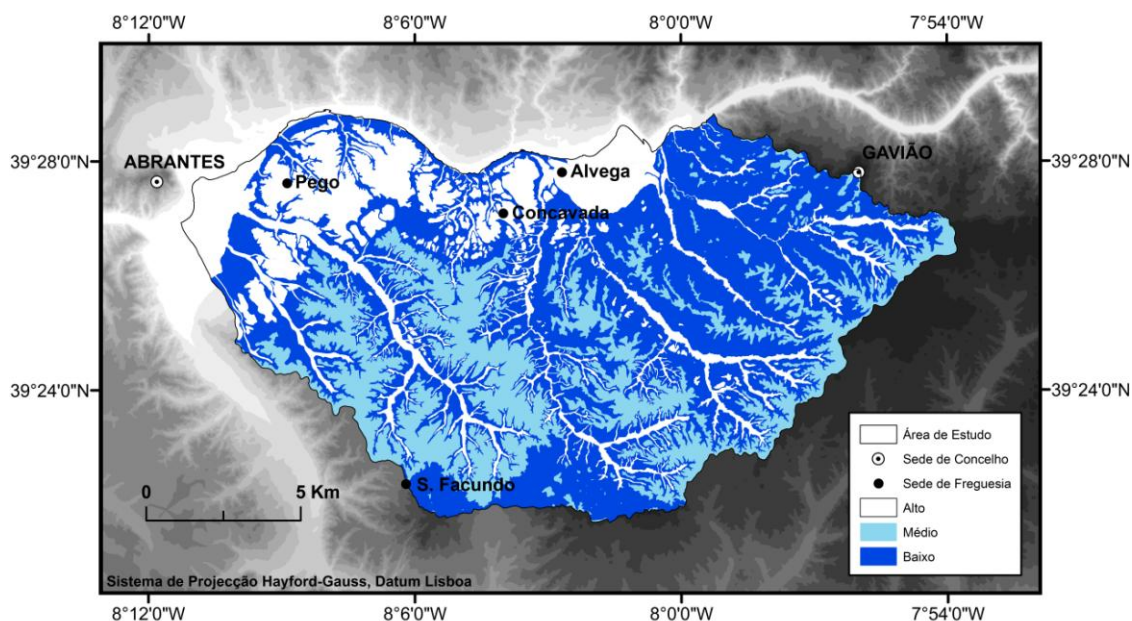 8°12'0"W 8°6'0"W 8°0'0"W 7°54'0"W
39°28'0"N
39°28'0"N
ABRANTES
GAVIÃO
Alvega
Pego
Concavada
39°24'0"N
39°24'0"N
S. Facundo
0 5 Km
Área de Estudo
Sede de Concelho
Sede de Freguesia
Alto
Médio
Baixo
Sistema de Projecção Hayford-Gauss, Datum Lisboa
8°12'0"W 8°6'0"W 8°0'0"W 7°54'0"W